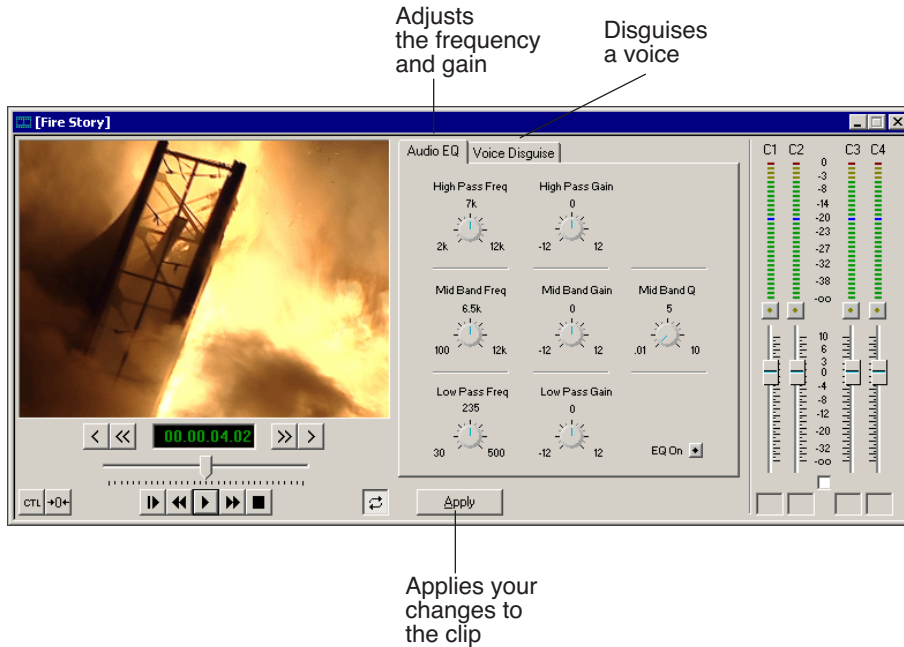 Adjusts
the frequency
and gain
Disguises
a voice
[Fire Story]
Audio EQ Voice Disguise
High Pass Freq High Pass Gain
7k 0
2k 12k -12 12
Mid Band Freq Mid Band Gain Mid Band Q
6.5k 0 5
100 12k -12 12 .01 10
Low Pass Freq Low Pass Gain
235 0
30 500 -12 12
EQ On
C1 C2 C3 C4
0
-3
-8
-14
-20
-23
-27
-32
-38
-oo
10
6
3
0
-4
-8
-12
-20
-32
-oo
00.00.04.02
CTL →0←
Apply
Applies your
changes to
the clip